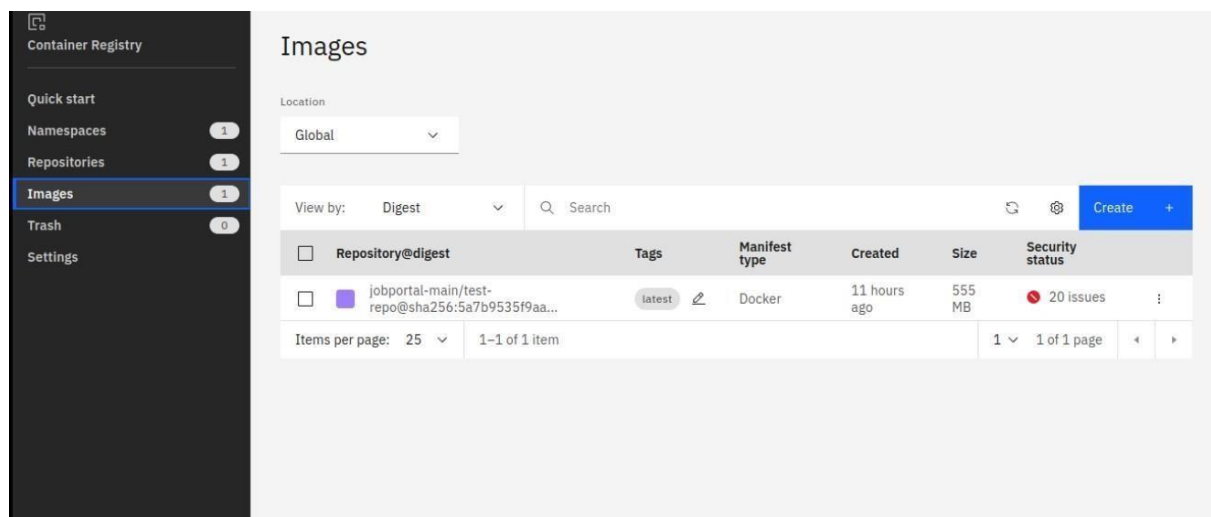 Container Registry
Quick start
Namespaces 1
Repositories 1
Images 1
Trash 0
Settings
Images
Location
Global
View by: Digest Search Create +
Repository@digest Tags Manifest type Created Size Security status
jobportal-main/test-
repo@sha256:5a7b9535f9aa... latest Docker 11 hours ago 555 MB 20 issues
Items per page: 25 1–1 of 1 item 1 1 of 1 page